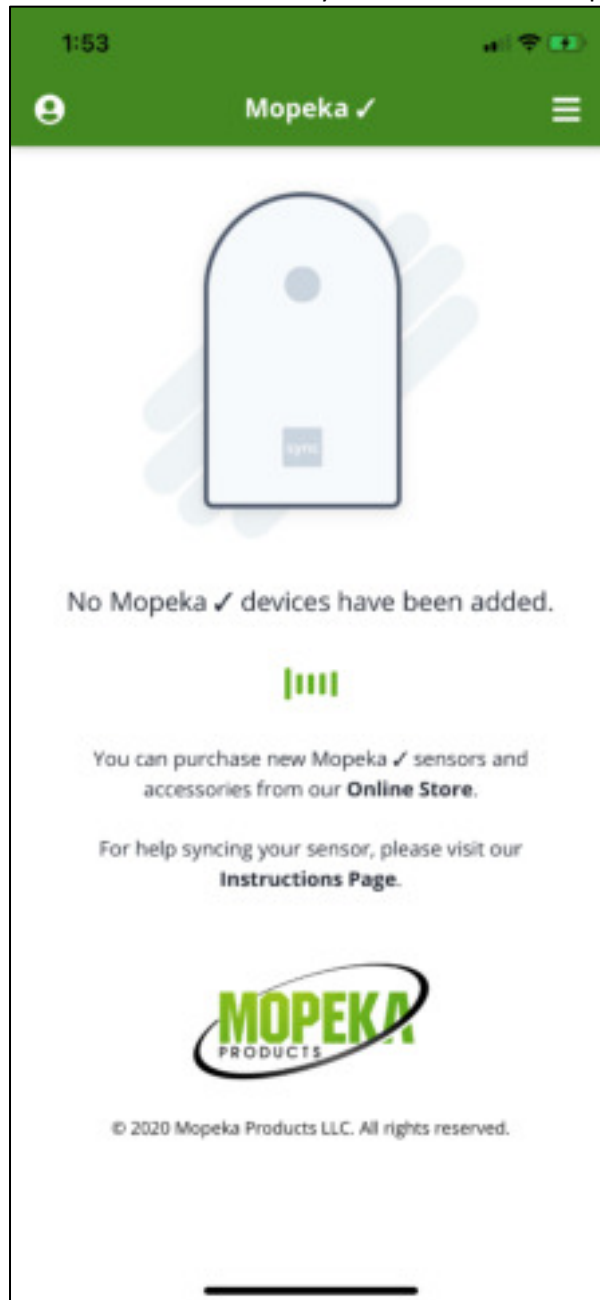 1:53
Mopeka ✓
sync
No Mopeka ✓ devices have been added.
You can purchase new Mopeka ✓ sensors and
accessories from our Online Store.
For help syncing your sensor, please visit our
Instructions Page.
MOPEKA
PRODUCTS
© 2020 Mopeka Products LLC. All rights reserved.